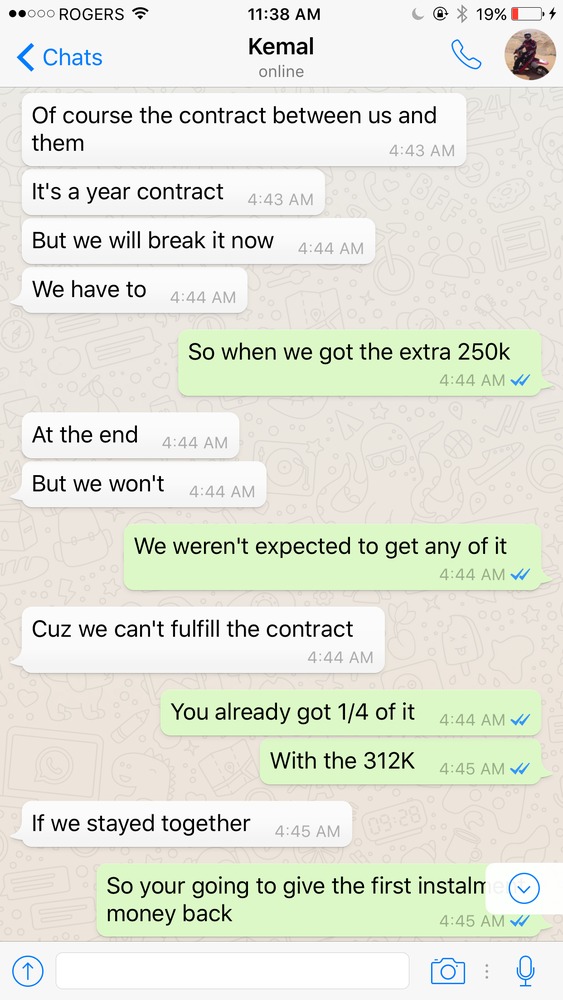 ROGERS 11:38 AM 19%
Chats Kemal
online
Of course the contract between us and
them 4:43 AM
It's a year contract 4:43 AM
But we will break it now 4:44 AM
We have to 4:44 AM
So when we got the extra 250k
4:44 AM
At the end 4:44 AM
But we won't 4:44 AM
We weren't expected to get any of it
4:44 AM
Cuz we can't fulfill the contract
4:44 AM
You already got 1/4 of it 4:44 AM
With the 312K 4:45 AM
If we stayed together 4:45 AM
So your going to give the first instalm
money back 4:45 AM